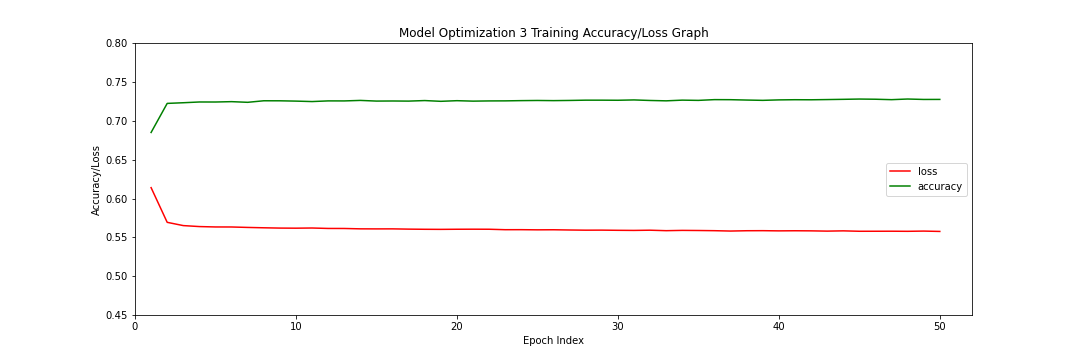 Model Optimization 3 Training Accuracy/Loss Graph
0.80
0.75
0.70
0.65
0.60
0.55
0.50
0.45
Accuracy/Loss
loss
accuracy
0 10 20 30 40 50
Epoch Index